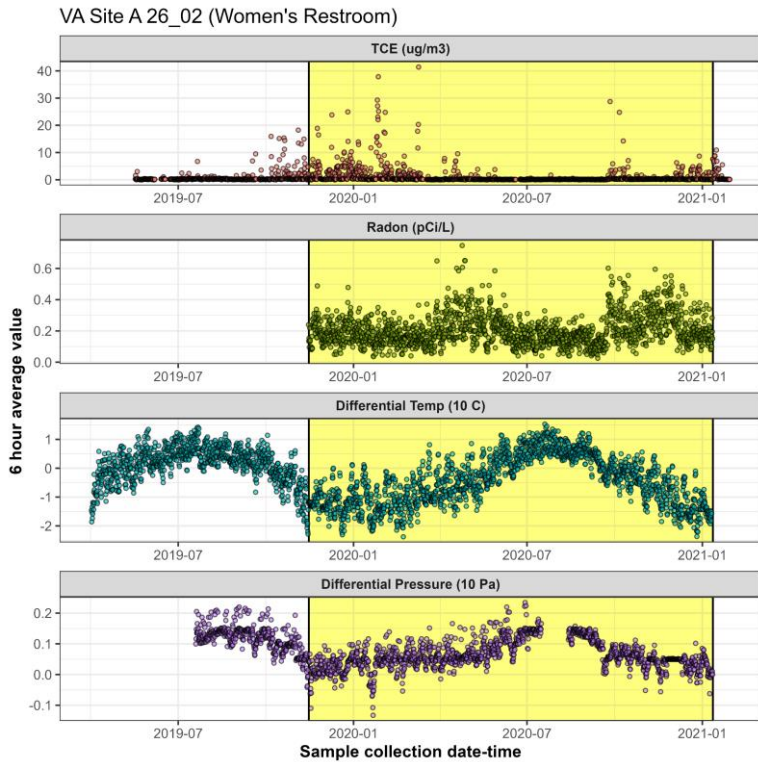 VA Site A 26_02 (Women's Restroom)
TCE (ug/m3)
40
30
20
10
0
2019-07 2020-01 2020-07 2021-01
Radon (pCi/L)
0.6
0.4
0.2
0.0
2019-07 2020-01 2020-07 2021-01
6 hour average value
Differential Temp (10 C)
1
0
-1
-2
2019-07 2020-01 2020-07 2021-01
Differential Pressure (10 Pa)
0.2
0.1
0.0
-0.1
2019-07 2020-01 2020-07 2021-01
Sample collection date-time